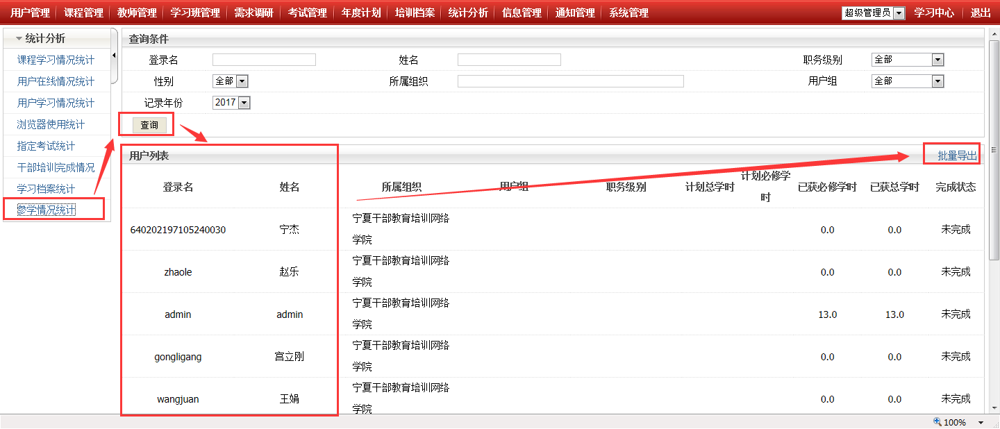 用户管理 课程管理 教师管理 学习班管理 需求调研 考试管理 年度计划 培训档案 统计分析 信息管理 通知管理 系统管理 超级管理员 学习中心 退出
统计分析
课程学习情况统计
用户在线情况统计
用户学习情况统计
浏览器使用统计
指定考试统计
干部培训完成情况
学习档案统计
参学情况统计
查询条件
登录名 姓名 职务级别 全部
性别 全部 所属组织 用户组 全部
记录年份 2017
查询
用户列表 批量导出
登录名 姓名 所属组织 用户组 职务级别 计划总学时 计划必修学时 已获必修学时 已获总学时 完成状态
640202197105240030 宁杰 宁夏干部教育培训网络学院 0.0 0.0 未完成
zhaole 赵乐 宁夏干部教育培训网络学院 0.0 0.0 未完成
admin admin 宁夏干部教育培训网络学院 13.0 13.0 未完成
gongligang 宫立刚 宁夏干部教育培训网络学院 0.0 0.0 未完成
wangjuan 王娟 宁夏干部教育培训网络学院 0.0 0.0 未完成
100%